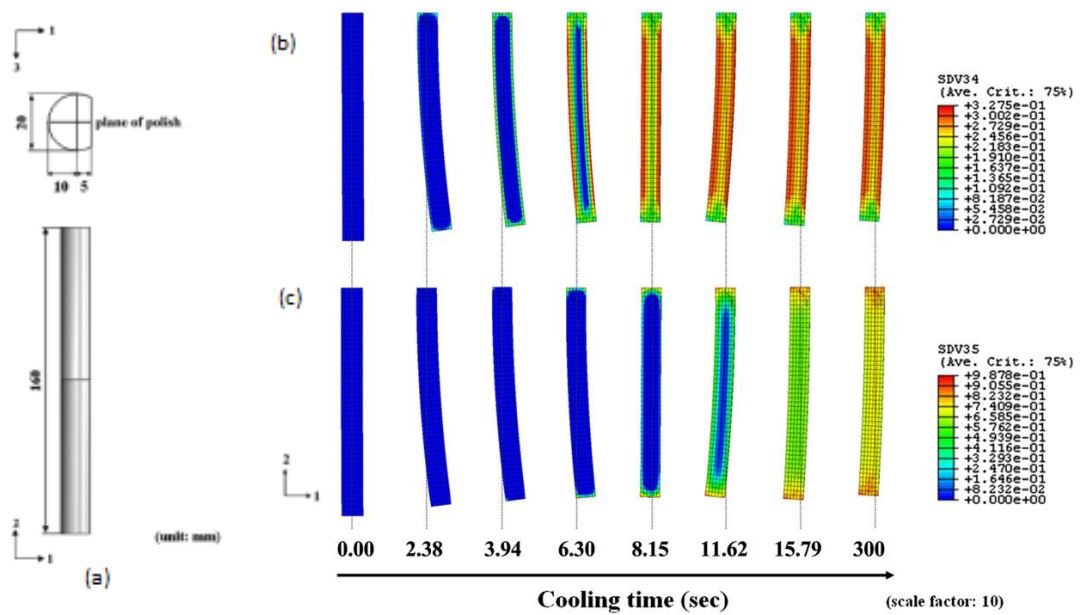 1
3
20
plane of polish
10 5
160
(unit: mm)
2
1
(a)
(b)
SDV34
(Ave. Crit.: 75%)
+3.275e-01
+3.002e-01
+2.729e-01
+2.456e-01
+2.183e-01
+1.910e-01
+1.637e-01
+1.365e-01
+1.092e-01
+8.187e-02
+5.458e-02
+2.729e-02
+0.000e+00
(c)
SDV35
(Ave. Crit.: 75%)
+9.878e-01
+9.055e-01
+8.232e-01
+7.409e-01
+6.585e-01
+5.762e-01
+4.939e-01
+4.116e-01
+3.293e-01
+2.470e-01
+1.646e-01
+8.232e-02
+0.000e+00
2
1
0.00 2.38 3.94 6.30 8.15 11.62 15.79 300
Cooling time (sec)
(scale factor: 10)